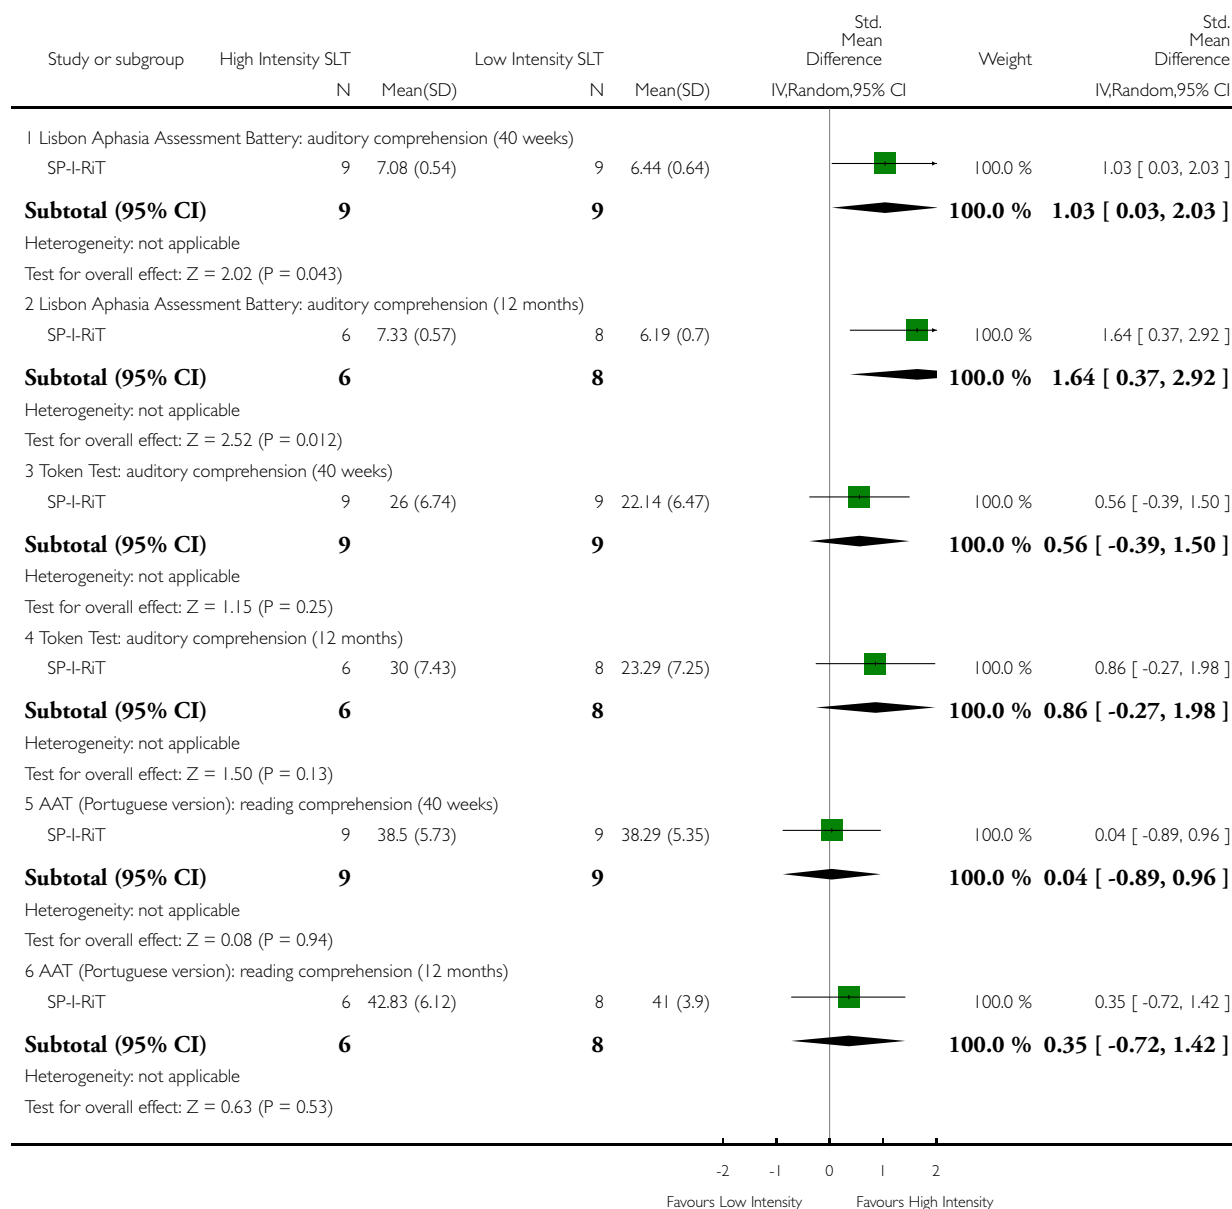 Study or subgroup High Intensity SLT Low Intensity SLT Std. Mean Difference Weight Std. Mean Difference
N Mean(SD) N Mean(SD) IV,Random,95% CI IV,Random,95% CI
1 Lisbon Aphasia Assessment Battery: auditory comprehension (40 weeks)
SP-I-RiT 9 7.08 (0.54) 9 6.44 (0.64) 100.0 % 1.03 [ 0.03, 2.03 ]
Subtotal (95% CI) 9 9 100.0 % 1.03 [ 0.03, 2.03 ]
Heterogeneity: not applicable
Test for overall effect: Z = 2.02 (P = 0.043)
2 Lisbon Aphasia Assessment Battery: auditory comprehension (12 months)
SP-I-RiT 6 7.33 (0.57) 8 6.19 (0.7) 100.0 % 1.64 [ 0.37, 2.92 ]
Subtotal (95% CI) 6 8 100.0 % 1.64 [ 0.37, 2.92 ]
Heterogeneity: not applicable
Test for overall effect: Z = 2.52 (P = 0.012)
3 Token Test: auditory comprehension (40 weeks)
SP-I-RiT 9 26 (6.74) 9 22.14 (6.47) 100.0 % 0.56 [ -0.39, 1.50 ]
Subtotal (95% CI) 9 9 100.0 % 0.56 [ -0.39, 1.50 ]
Heterogeneity: not applicable
Test for overall effect: Z = 1.15 (P = 0.25)
4 Token Test: auditory comprehension (12 months)
SP-I-RiT 6 30 (7.43) 8 23.29 (7.25) 100.0 % 0.86 [ -0.27, 1.98 ]
Subtotal (95% CI) 6 8 100.0 % 0.86 [ -0.27, 1.98 ]
Heterogeneity: not applicable
Test for overall effect: Z = 1.50 (P = 0.13)
5 AAT (Portuguese version): reading comprehension (40 weeks)
SP-I-RiT 9 38.5 (5.73) 9 38.29 (5.35) 100.0 % 0.04 [ -0.89, 0.96 ]
Subtotal (95% CI) 9 9 100.0 % 0.04 [ -0.89, 0.96 ]
Heterogeneity: not applicable
Test for overall effect: Z = 0.08 (P = 0.94)
6 AAT (Portuguese version): reading comprehension (12 months)
SP-I-RiT 6 42.83 (6.12) 8 41 (3.9) 100.0 % 0.35 [ -0.72, 1.42 ]
Subtotal (95% CI) 6 8 100.0 % 0.35 [ -0.72, 1.42 ]
Heterogeneity: not applicable
Test for overall effect: Z = 0.63 (P = 0.53)
-2 -1 0 1 2
Favours Low Intensity Favours High Intensity